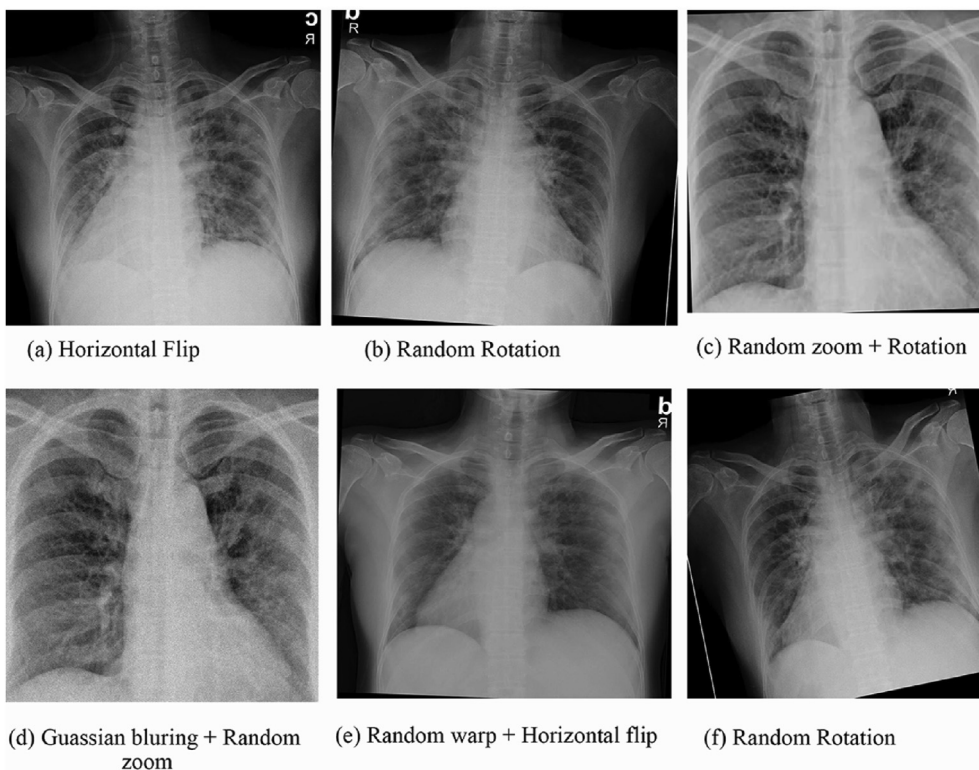 ɔ
R
b
R
(a) Horizontal Flip
(b) Random Rotation
(c) Random zoom + Rotation
b
R
R
(d) Guassian bluring + Random
zoom
(e) Random warp + Horizontal flip
(f) Random Rotation